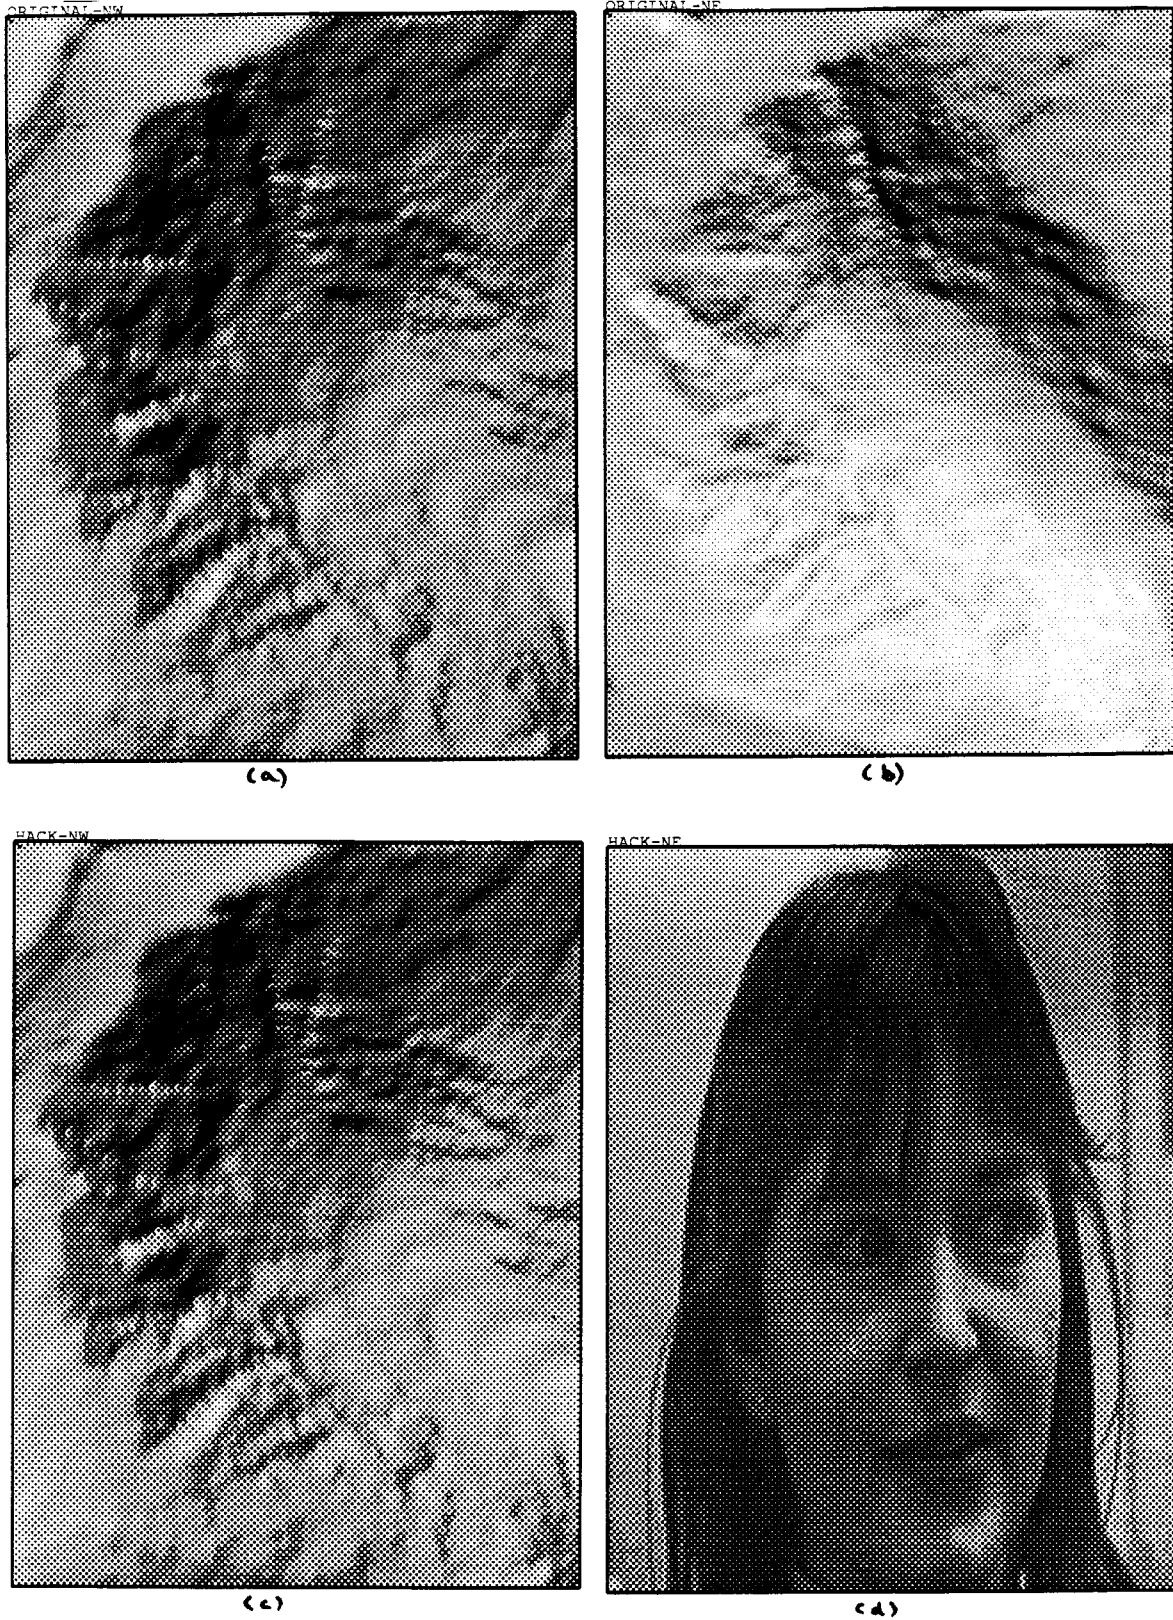 ORIGINAL-NW
ORIGINAL-NE
(a)
(b)
HACK-NW
HACK-NE
(c)
(d)